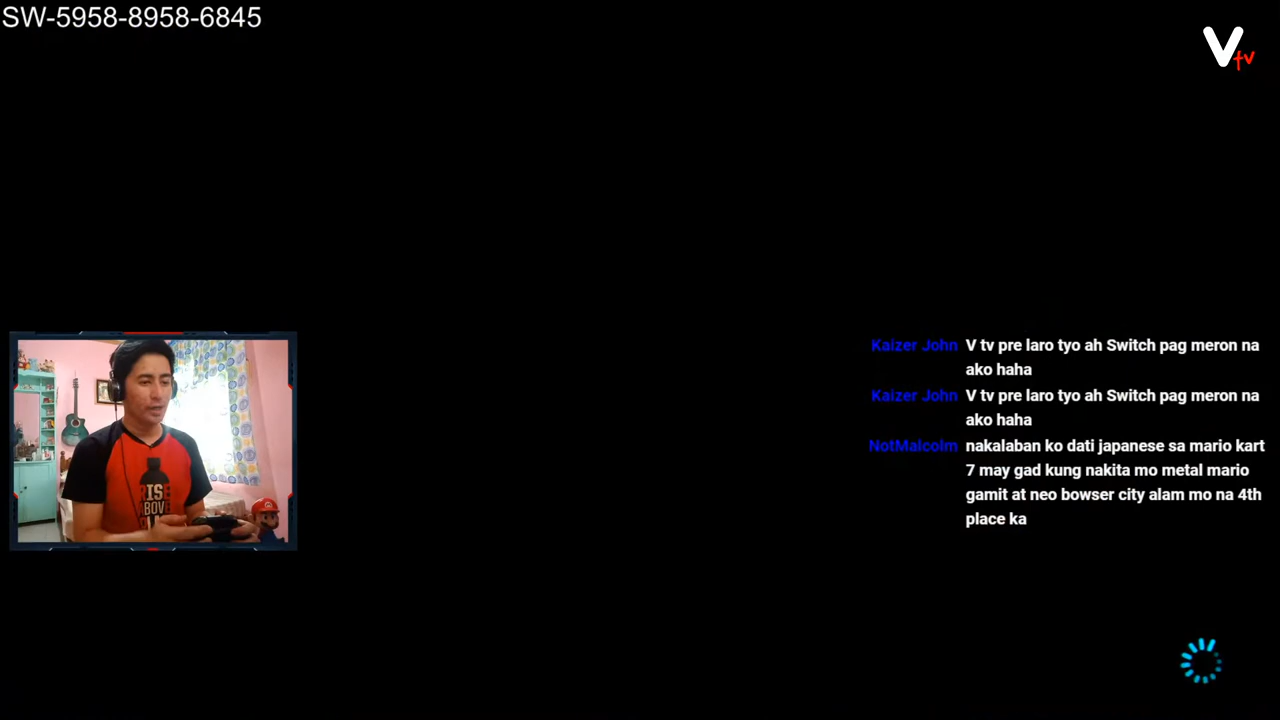 SW-5958-8958-6845
V tv
Kaizer John V tv pre laro tyo ah Switch pag meron na
ako haha
Kaizer John V tv pre laro tyo ah Switch pag meron na
ako haha
NotMalcolm nakalaban ko dati japanese sa mario kart
7 may gad kung nakita mo metal mario
gamit at neo bowser city alam mo na 4th
place ka
RISE
ABOVE